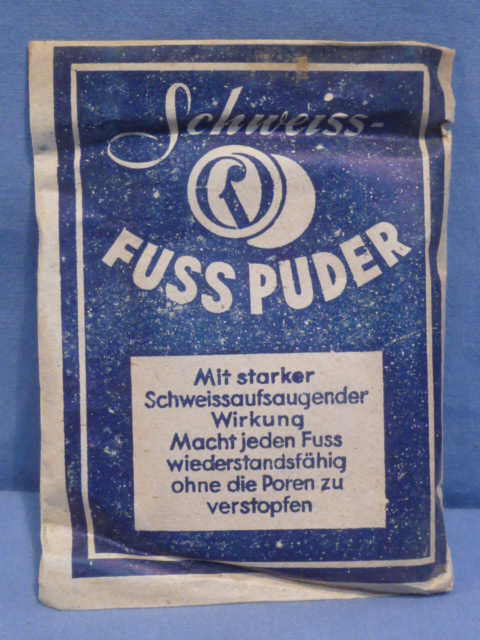 Schweiss-
R
FUSS PUDER
Mit starker
Schweissaufsaugender
Wirkung
Macht jeden Fuss
wiederstandsfähig
ohne die Poren zu
verstopfen